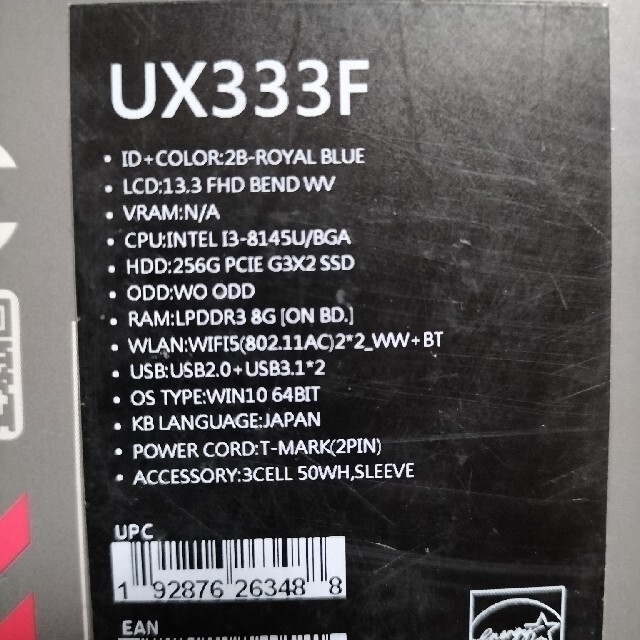 UX333F
• ID+COLOR:2B-ROYAL BLUE
• LCD:13.3 FHD BEND WV
• VRAM:N/A
• CPU:INTEL I3-8145U/BGA
• HDD:256G PCIE G3X2 SSD
• ODD:WO ODD
• RAM:LPDDR3 8G [ON BD.]
• WLAN:WIFI5(802.11AC)2*2_WW+BT
• USB:USB2.0+USB3.1*2
• OS TYPE:WIN10 64BIT
• KB LANGUAGE:JAPAN
• POWER CORD:T-MARK(2PIN)
• ACCESSORY:3CELL 50WH,SLEEVE
UPC
1 92876 26348 8
EAN